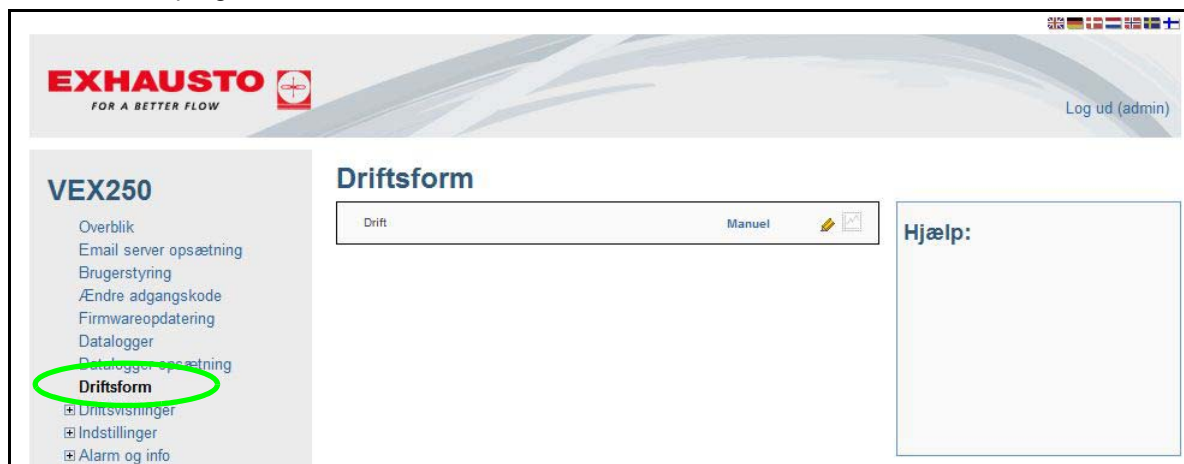 EXHAUSTO
FOR A BETTER FLOW
Log ud (admin)
VEX250
Overblik
Email server opsætning
Brugerstyring
Ændre adgangskode
Firmwareopdatering
Datalogger
Datalogger opsætning
Driftsform
Driftsvisninger
Indstillinger
Alarm og info
Driftsform
Drift
Manuel
Hjælp: